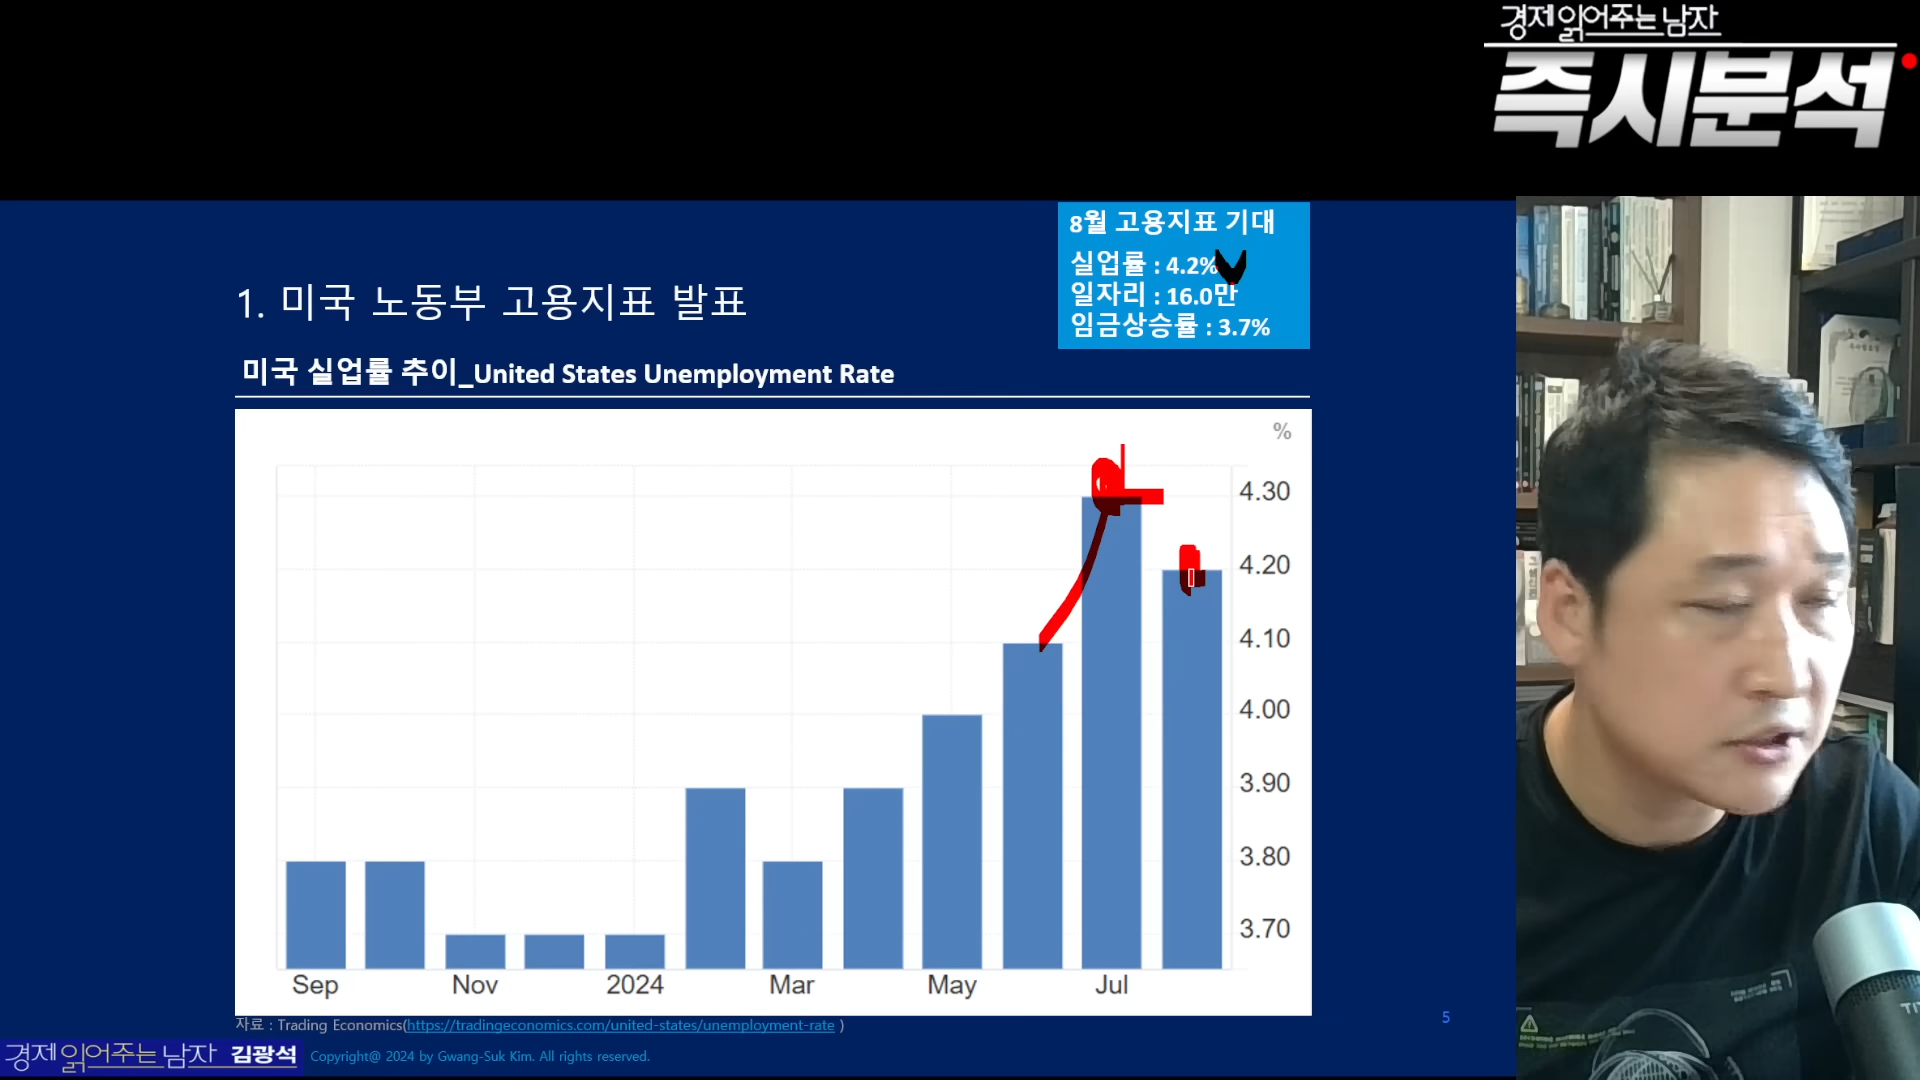 경제읽어주는남자
즉시분석
8월 고용지표 기대
실업률 : 4.2%
일자리 : 16.0만
임금상승률 : 3.7%
1. 미국 노동부 고용지표 발표
미국 실업률 추이_United States Unemployment Rate
%
4.30
4.20
4.10
4.00
3.90
3.80
3.70
Sep Nov 2024 Mar May Jul
자료 : Trading Economics(https://tradingeconomics.com/united-states/unemployment-rate )
5
경제읽어주는남자 김광석 Copyright@ 2024 by Gwang-Suk Kim. All rights reserved.